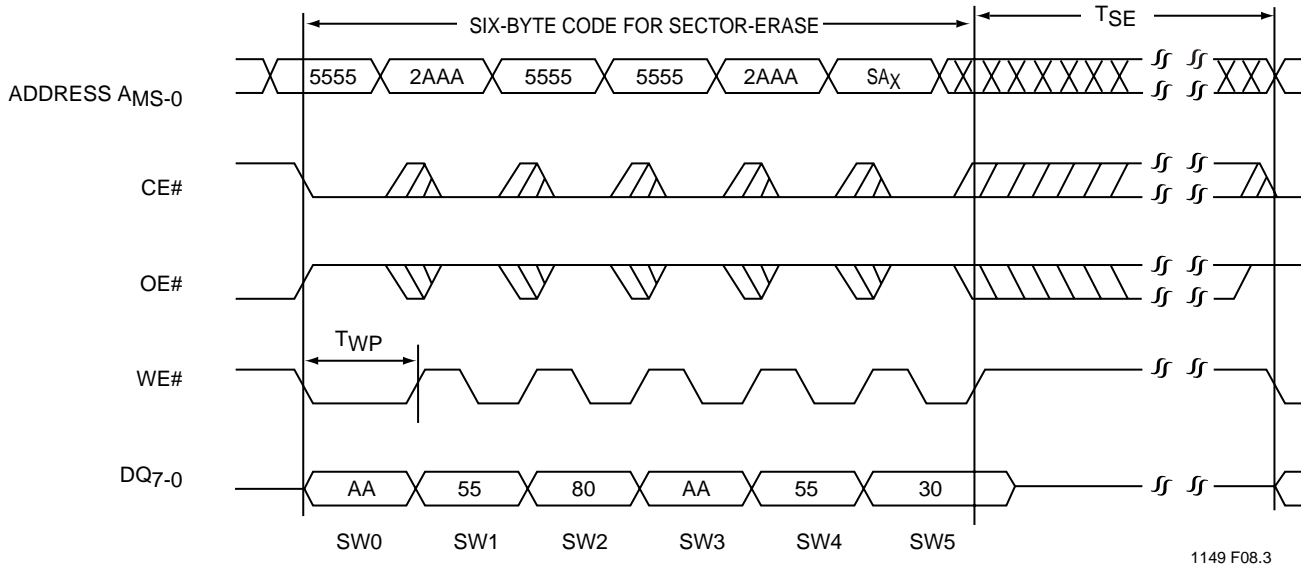 SIX-BYTE CODE FOR SECTOR-ERASE TSE
ADDRESS AMS-0 5555 2AAA 5555 5555 2AAA SAX
CE#
OE#
TWP
WE#
DQ7-0 AA 55 80 AA 55 30
SW0 SW1 SW2 SW3 SW4 SW5
1149 F08.3